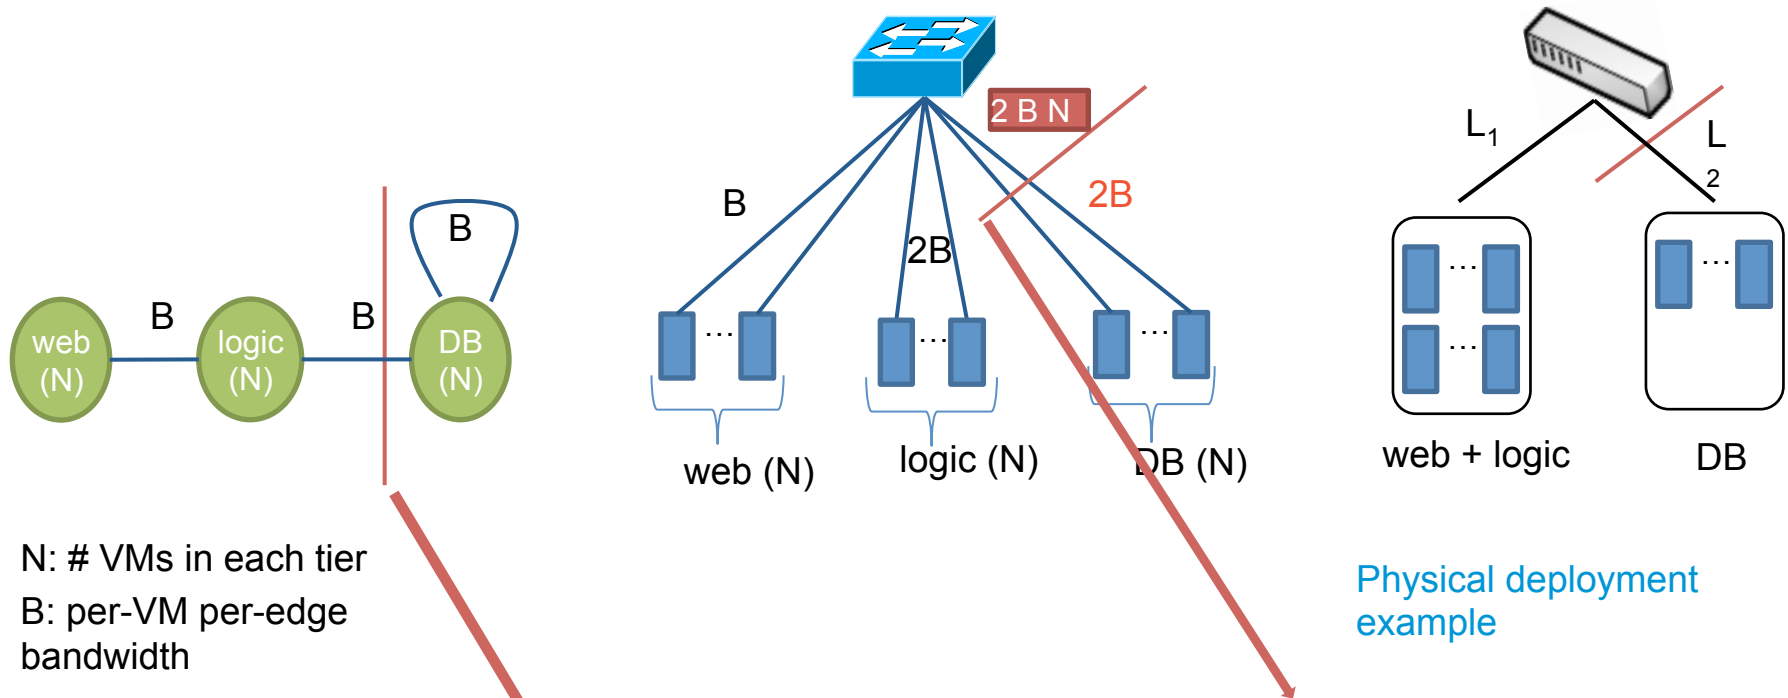 B
B
B
web
(N)
logic
(N)
DB
(N)
N: # VMs in each tier
B: per-VM per-edge
bandwidth
2 B N
B
2B
2B
...
...
...
web (N)
logic (N)
DB (N)
L1
L
2
...
...
...
web + logic
DB
Physical deployment
example